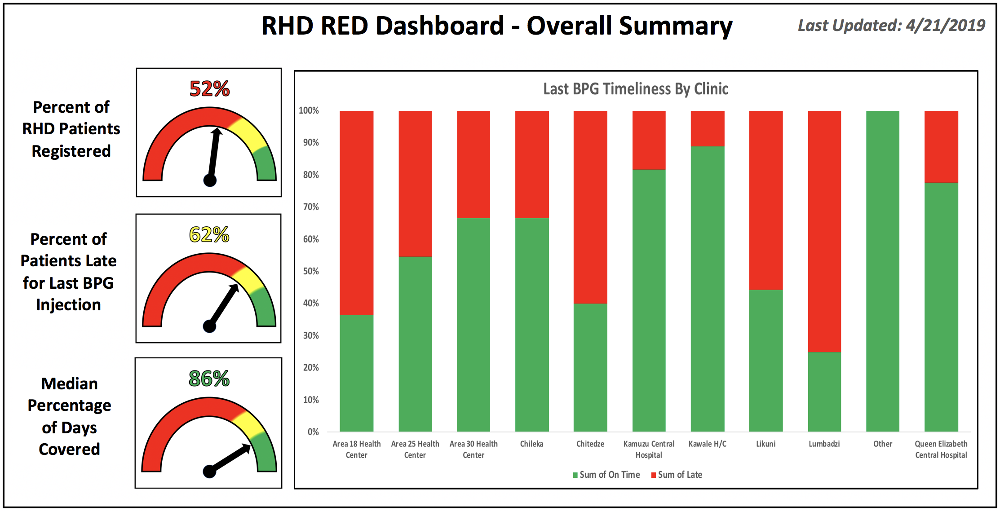 RHD RED Dashboard - Overall Summary
Last Updated: 4/21/2019
Percent of
RHD Patients
Registered
52%
Percent of
Patients Late
for Last BPG
Injection
62%
Median
Percentage
of Days
Covered
86%
Last BPG Timeliness By Clinic
100%
90%
80%
70%
60%
50%
40%
30%
20%
10%
0%
Area 18 Health
Center
Area 25 Health
Center
Area 30 Health
Center
Chileka
Chitedze
Kamuzu Central
Hospital
Kawale H/C
Likuni
Lumbadzi
Other
Queen Elizabeth
Central Hospital
Sum of On Time
Sum of Late